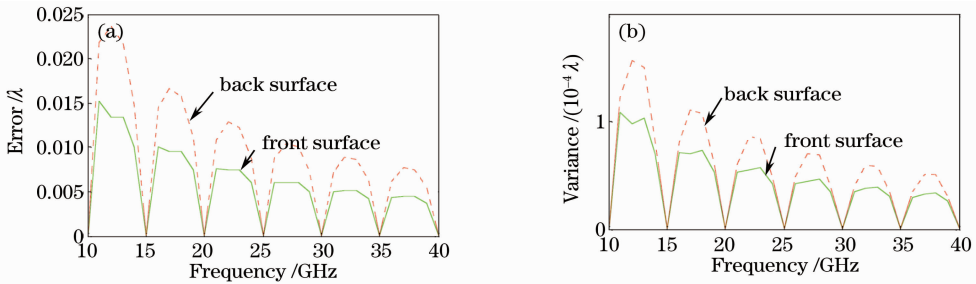 (a)
0.025
0.020
0.015
0.010
0.005
0
Error /λ
back surface
front surface
10 15 20 25 30 35 40
Frequency /GHz
(b)
1
0
Variance /(10⁻⁴ λ)
back surface
front surface
10 15 20 25 30 35 40
Frequency /GHz